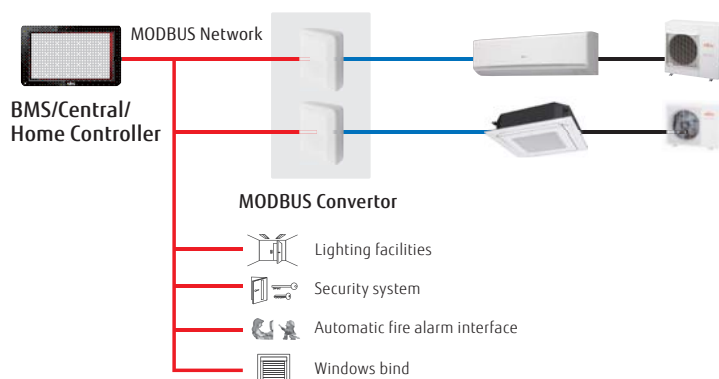 MODBUS Network
BMS/Central/
Home Controller
MODBUS Convertor
Lighting facilities
Security system
Automatic fire alarm interface
Windows bind